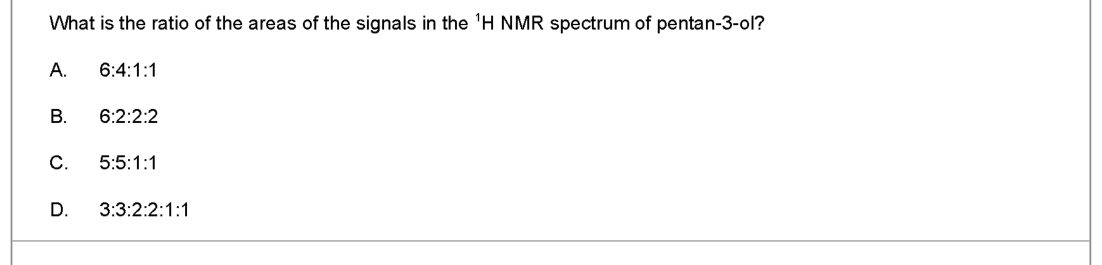 What is the ratio of the areas of the signals in the ¹H NMR spectrum of pentan-3-ol?
A. 6:4:1:1
B. 6:2:2:2
C. 5:5:1:1
D. 3:3:2:2:1:1